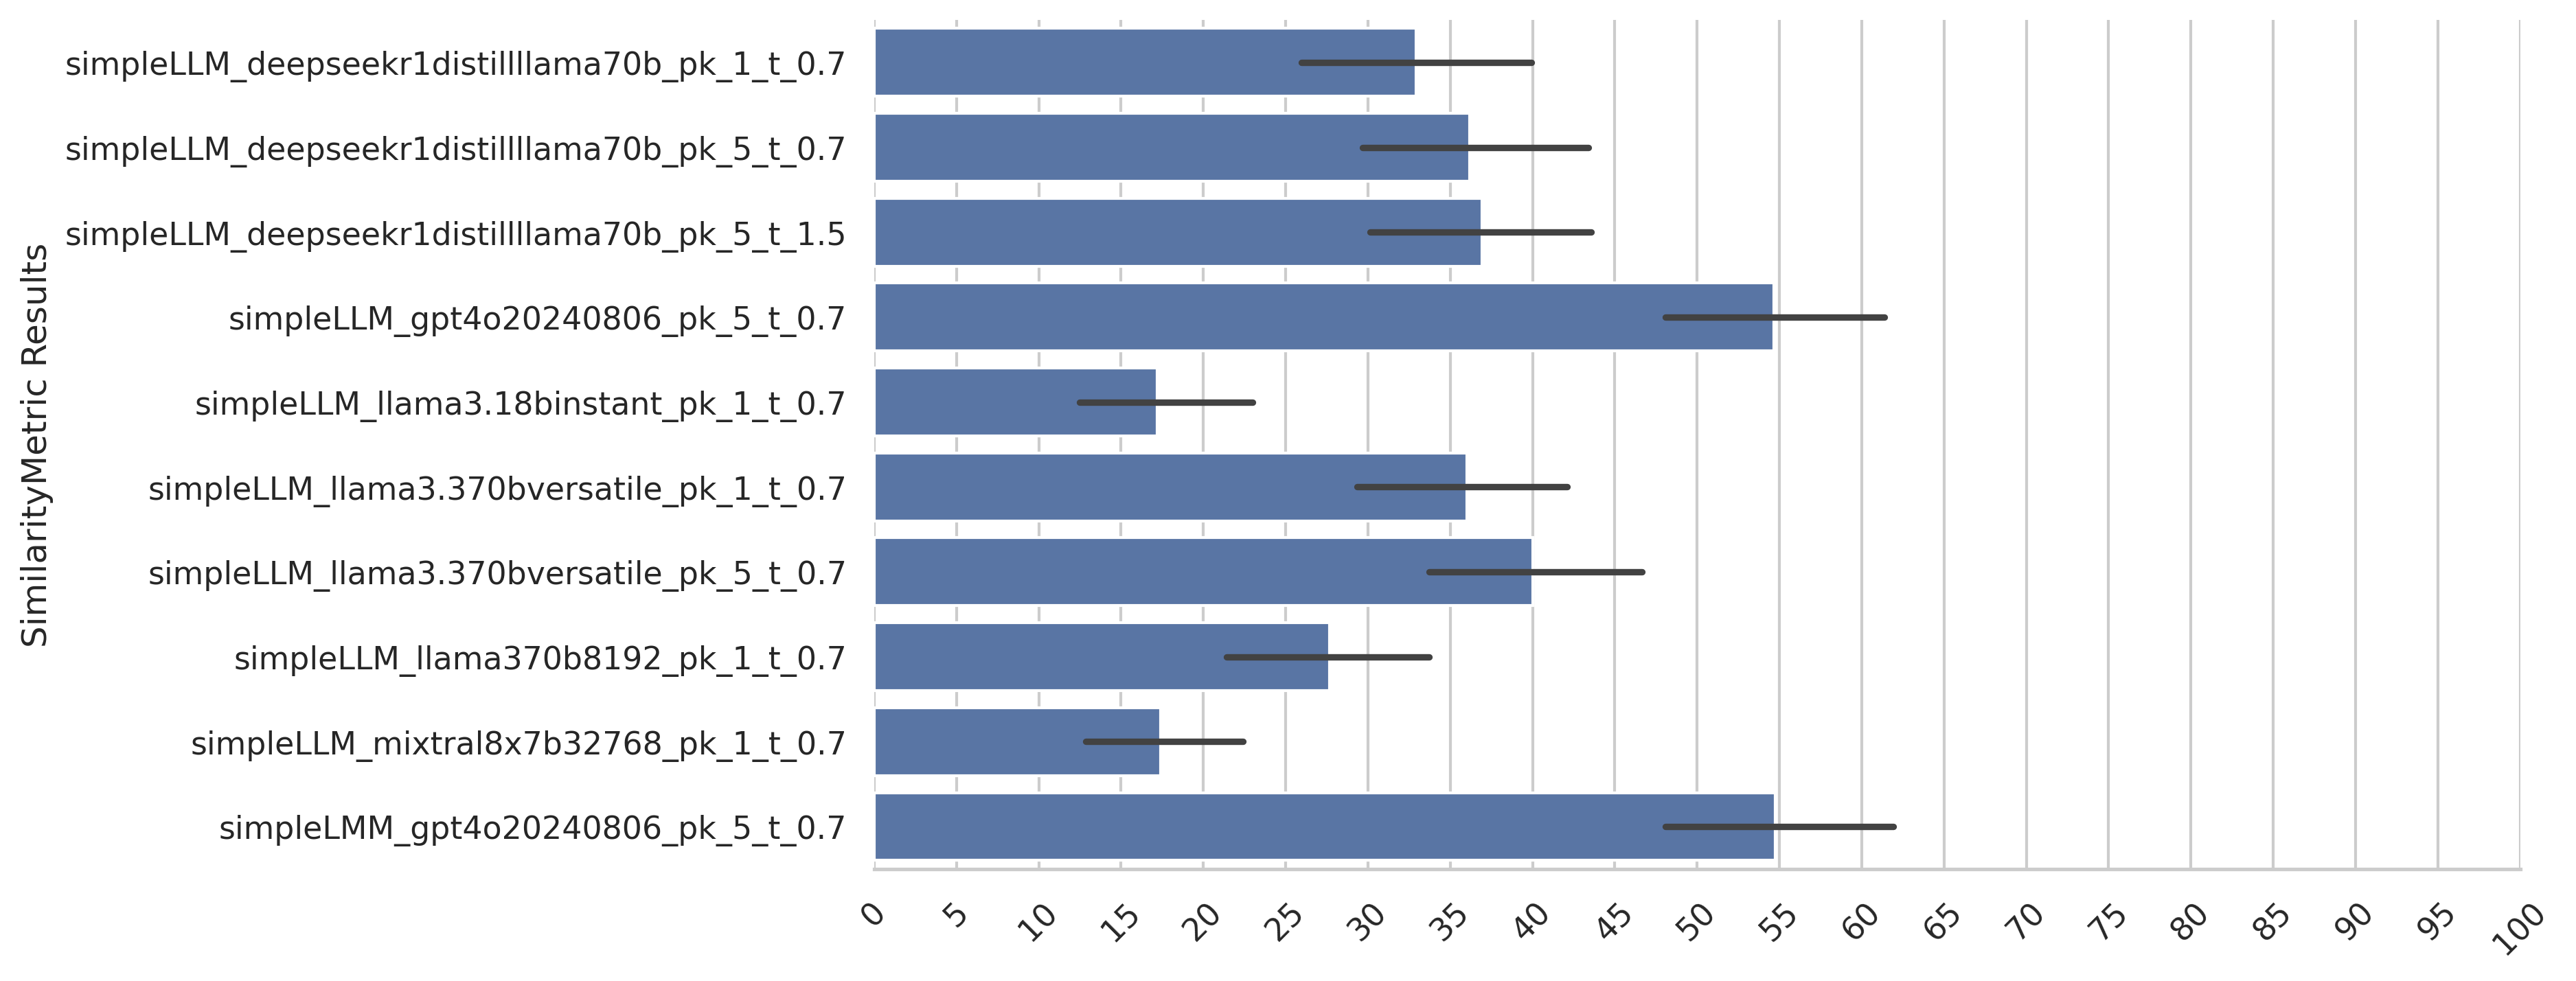 SimilarityMetric Results
simpleLLM_deepseekr1distillllama70b_pk_1_t_0.7
simpleLLM_deepseekr1distillllama70b_pk_5_t_0.7
simpleLLM_deepseekr1distillllama70b_pk_5_t_1.5
simpleLLM_gpt4o20240806_pk_5_t_0.7
simpleLLM_llama3.18binstant_pk_1_t_0.7
simpleLLM_llama3.370bversatile_pk_1_t_0.7
simpleLLM_llama3.370bversatile_pk_5_t_0.7
simpleLLM_llama370b8192_pk_1_t_0.7
simpleLLM_mixtral8x7b32768_pk_1_t_0.7
simpleLMM_gpt4o20240806_pk_5_t_0.7
0 5 10 15 20 25 30 35 40 45 50 55 60 65 70 75 80 85 90 95 100